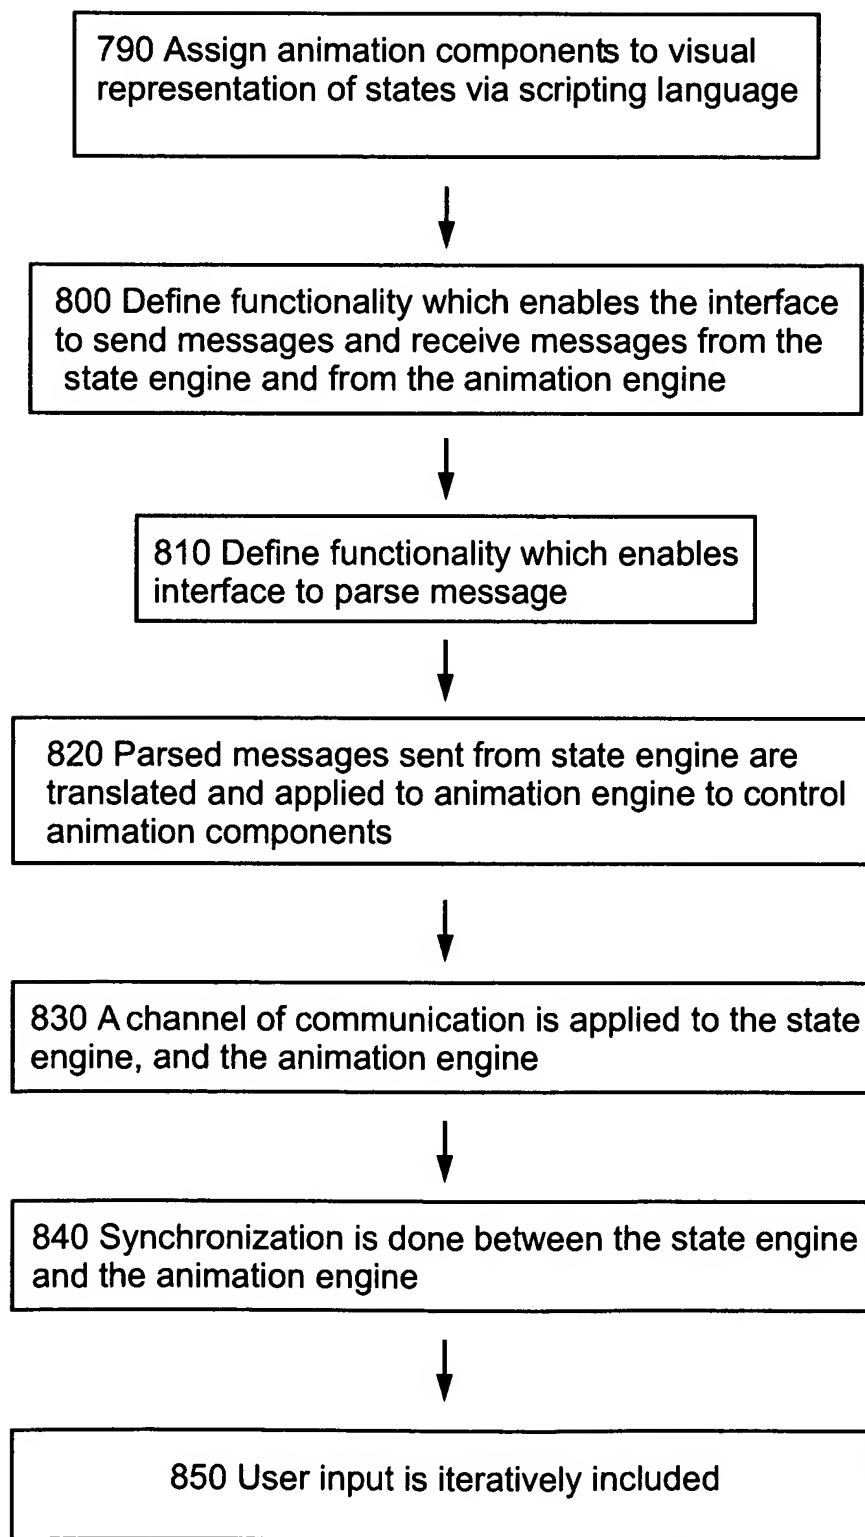 790 Assign animation components to visual
representation of states via scripting language
800 Define functionality which enables the interface
to send messages and receive messages from the
state engine and from the animation engine
810 Define functionality which enables
interface to parse message
820 Parsed messages sent from state engine are
translated and applied to animation engine to control
animation components
830 A channel of communication is applied to the state
engine, and the animation engine
840 Synchronization is done between the state engine
and the animation engine
850 User input is iteratively included